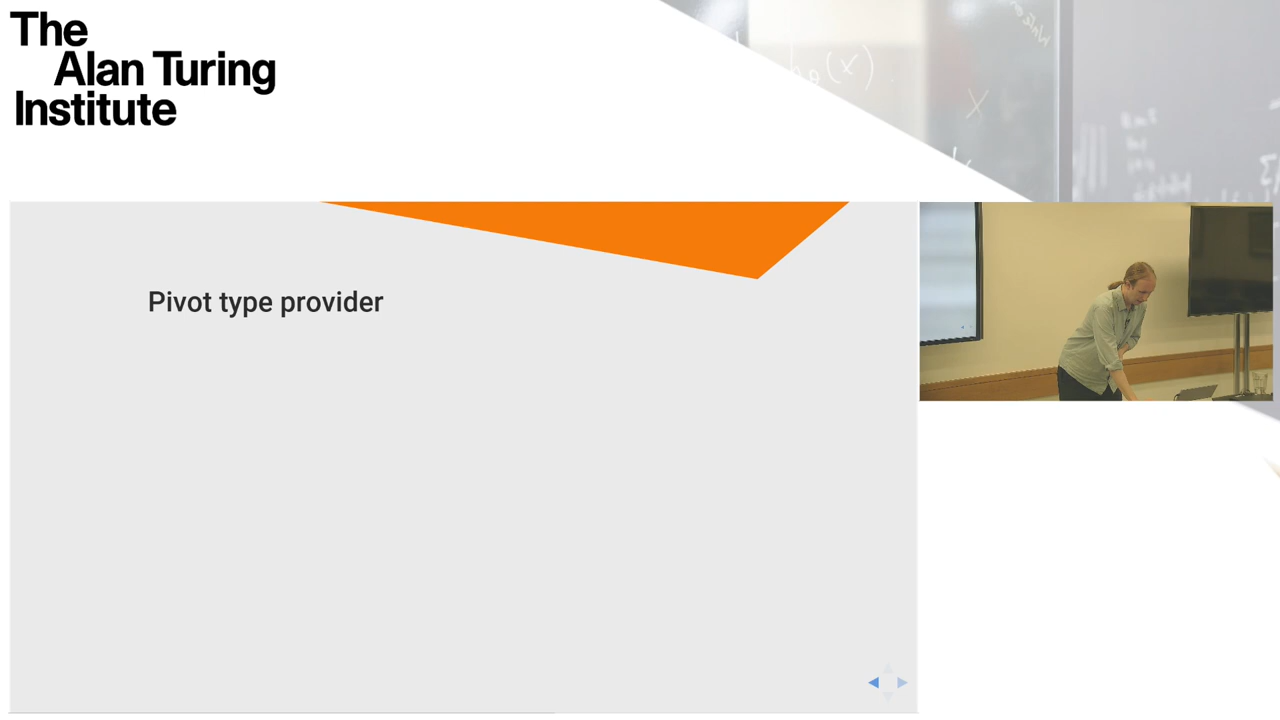 The
Alan Turing
Institute
Pivot type provider